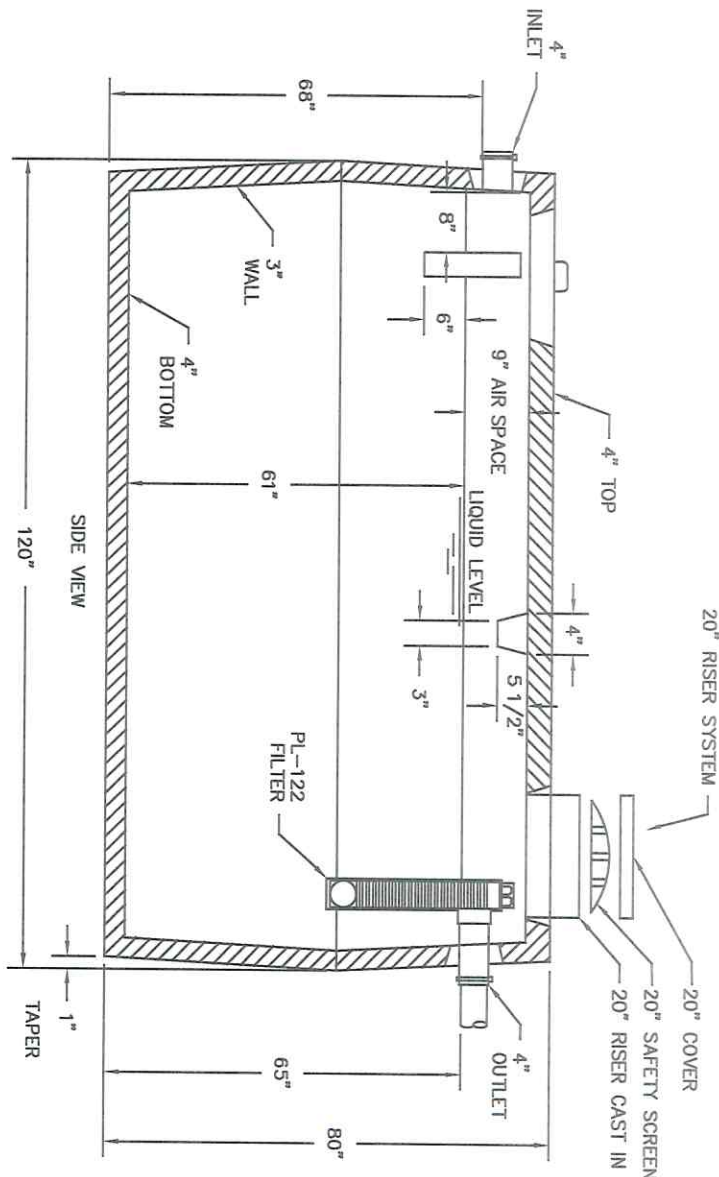 20" RISER SYSTEM
20" COVER
20" SAFETY SCREEN
20" RISER CAST IN
4" TOP
4"
INLET
8"
6"
9" AIR SPACE
LIQUID LEVEL
4"
5 1/2"
3"
68"
3"
WALL
4"
BOTTOM
61"
PL-122
FILTER
4"
OUTLET
65"
80"
1"
TAPER
120"
SIDE VIEW